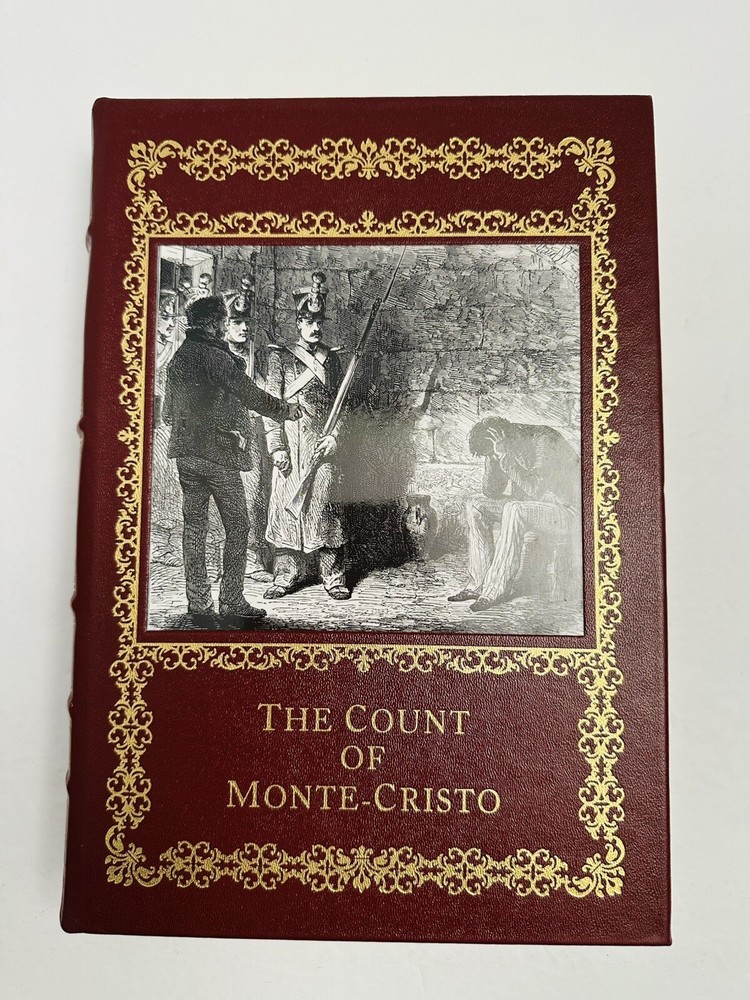 The Count
of
Monte-Cristo